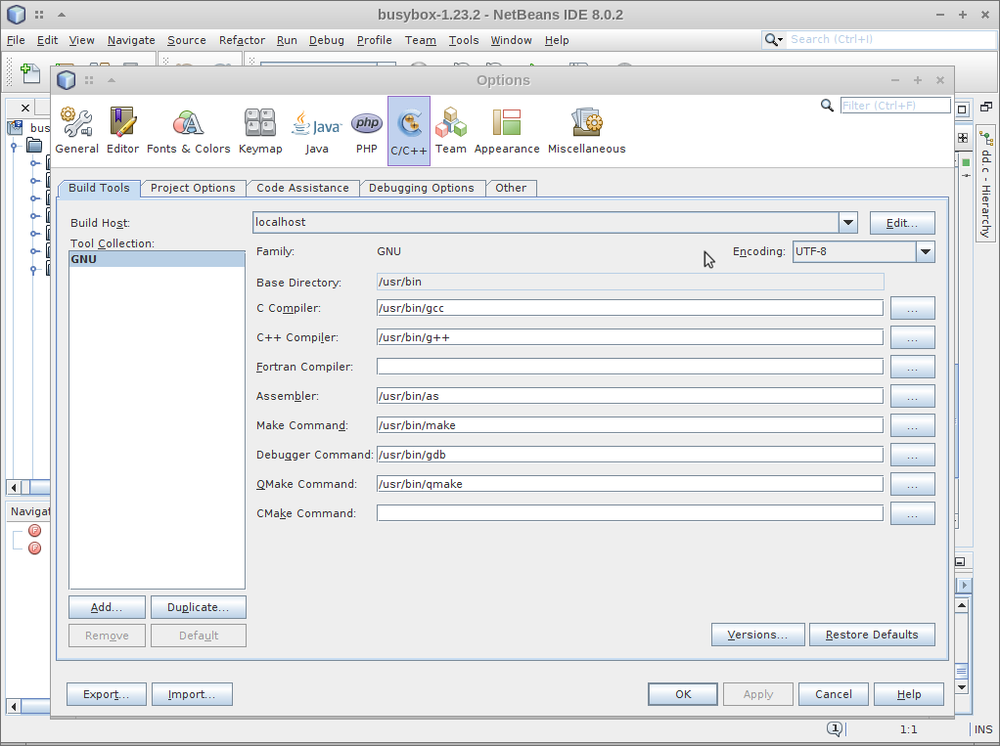 busybox-1.23.2 - NetBeans IDE 8.0.2
File Edit View Navigate Source Refactor Run Debug Profile Team Tools Window Help
Search (Ctrl+I)
Options
Filter (Ctrl+F)
General Editor Fonts & Colors Keymap Java PHP C/C++ Team Appearance Miscellaneous
Build Tools Project Options Code Assistance Debugging Options Other
Build Host: localhost Edit...
Tool Collection:
GNU
Family: GNU Encoding: UTF-8
Base Directory: /usr/bin
C Compiler: /usr/bin/gcc ...
C++ Compiler: /usr/bin/g++ ...
Fortran Compiler: ...
Assembler: /usr/bin/as ...
Make Command: /usr/bin/make ...
Debugger Command: /usr/bin/gdb ...
QMake Command: /usr/bin/qmake ...
CMake Command: ...
Add... Duplicate...
Remove Default
Versions... Restore Defaults
Export... Import... OK Apply Cancel Help
bus
Navigat
dd.c - Hierarchy
1 1:1 INS